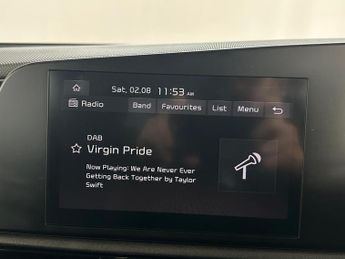 Sat, 02.08 11:53 AM
Radio Band Favourites List Menu
DAB
Virgin Pride
Now Playing: We Are Never Ever
Getting Back Together by Taylor
Swift